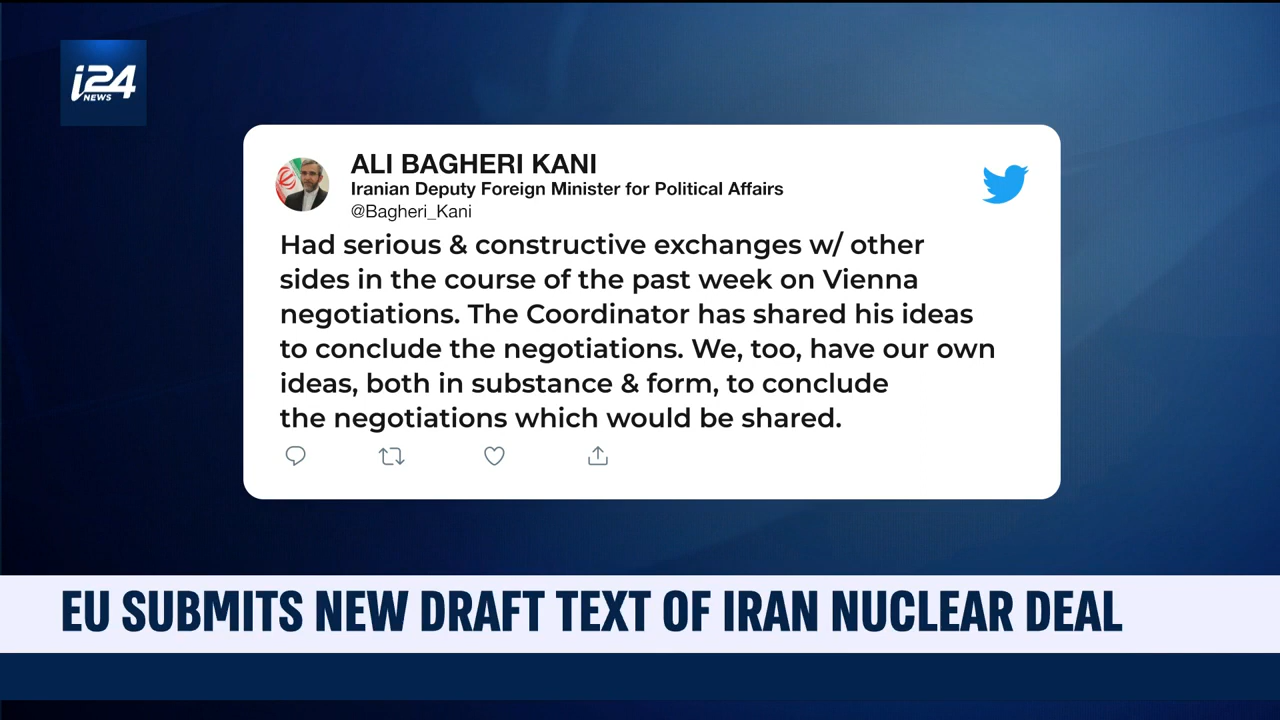 i24
NEWS
ALI BAGHERI KANI
Iranian Deputy Foreign Minister for Political Affairs
@Bagheri_Kani
Had serious & constructive exchanges w/ other
sides in the course of the past week on Vienna
negotiations. The Coordinator has shared his ideas
to conclude the negotiations. We, too, have our own
ideas, both in substance & form, to conclude
the negotiations which would be shared.
EU SUBMITS NEW DRAFT TEXT OF IRAN NUCLEAR DEAL